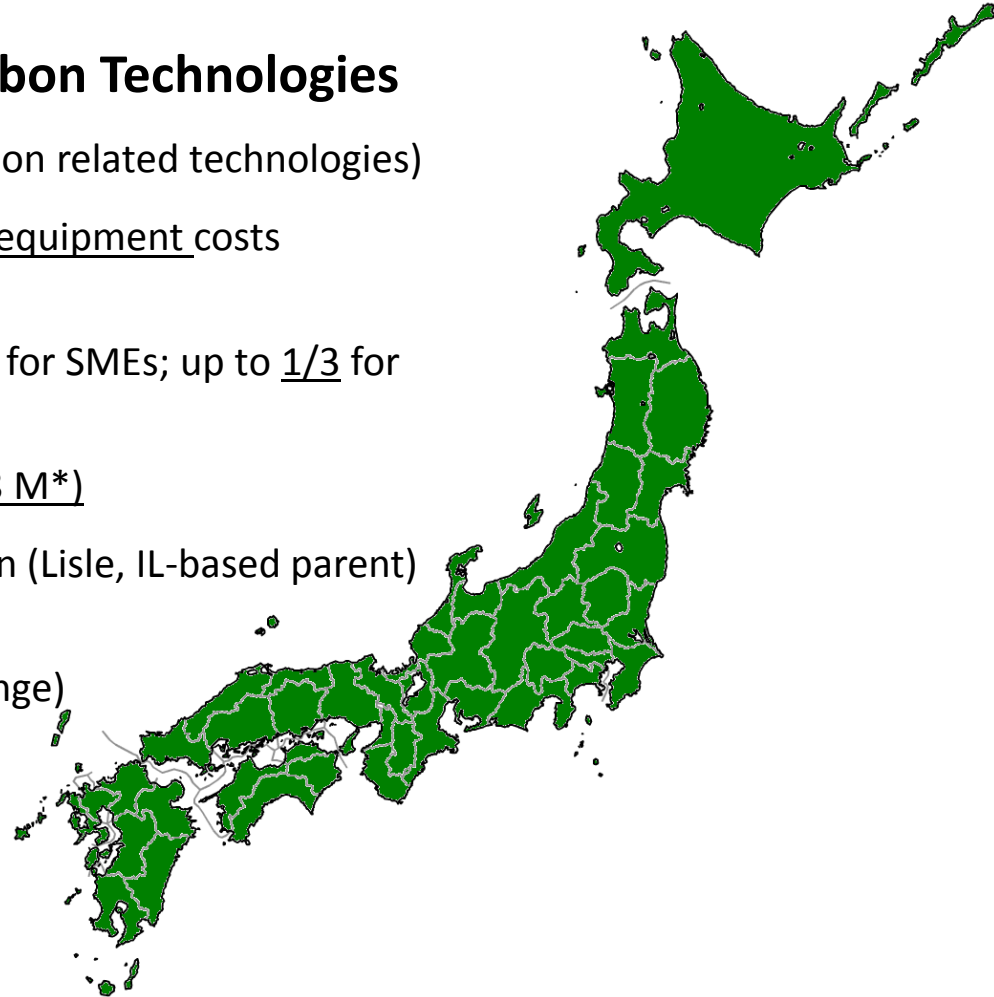 bon Technologies
on related technologies)
equipment costs
for SMEs; up to 1/3 for
M*)
n (Lisle, IL-based parent)
nge)